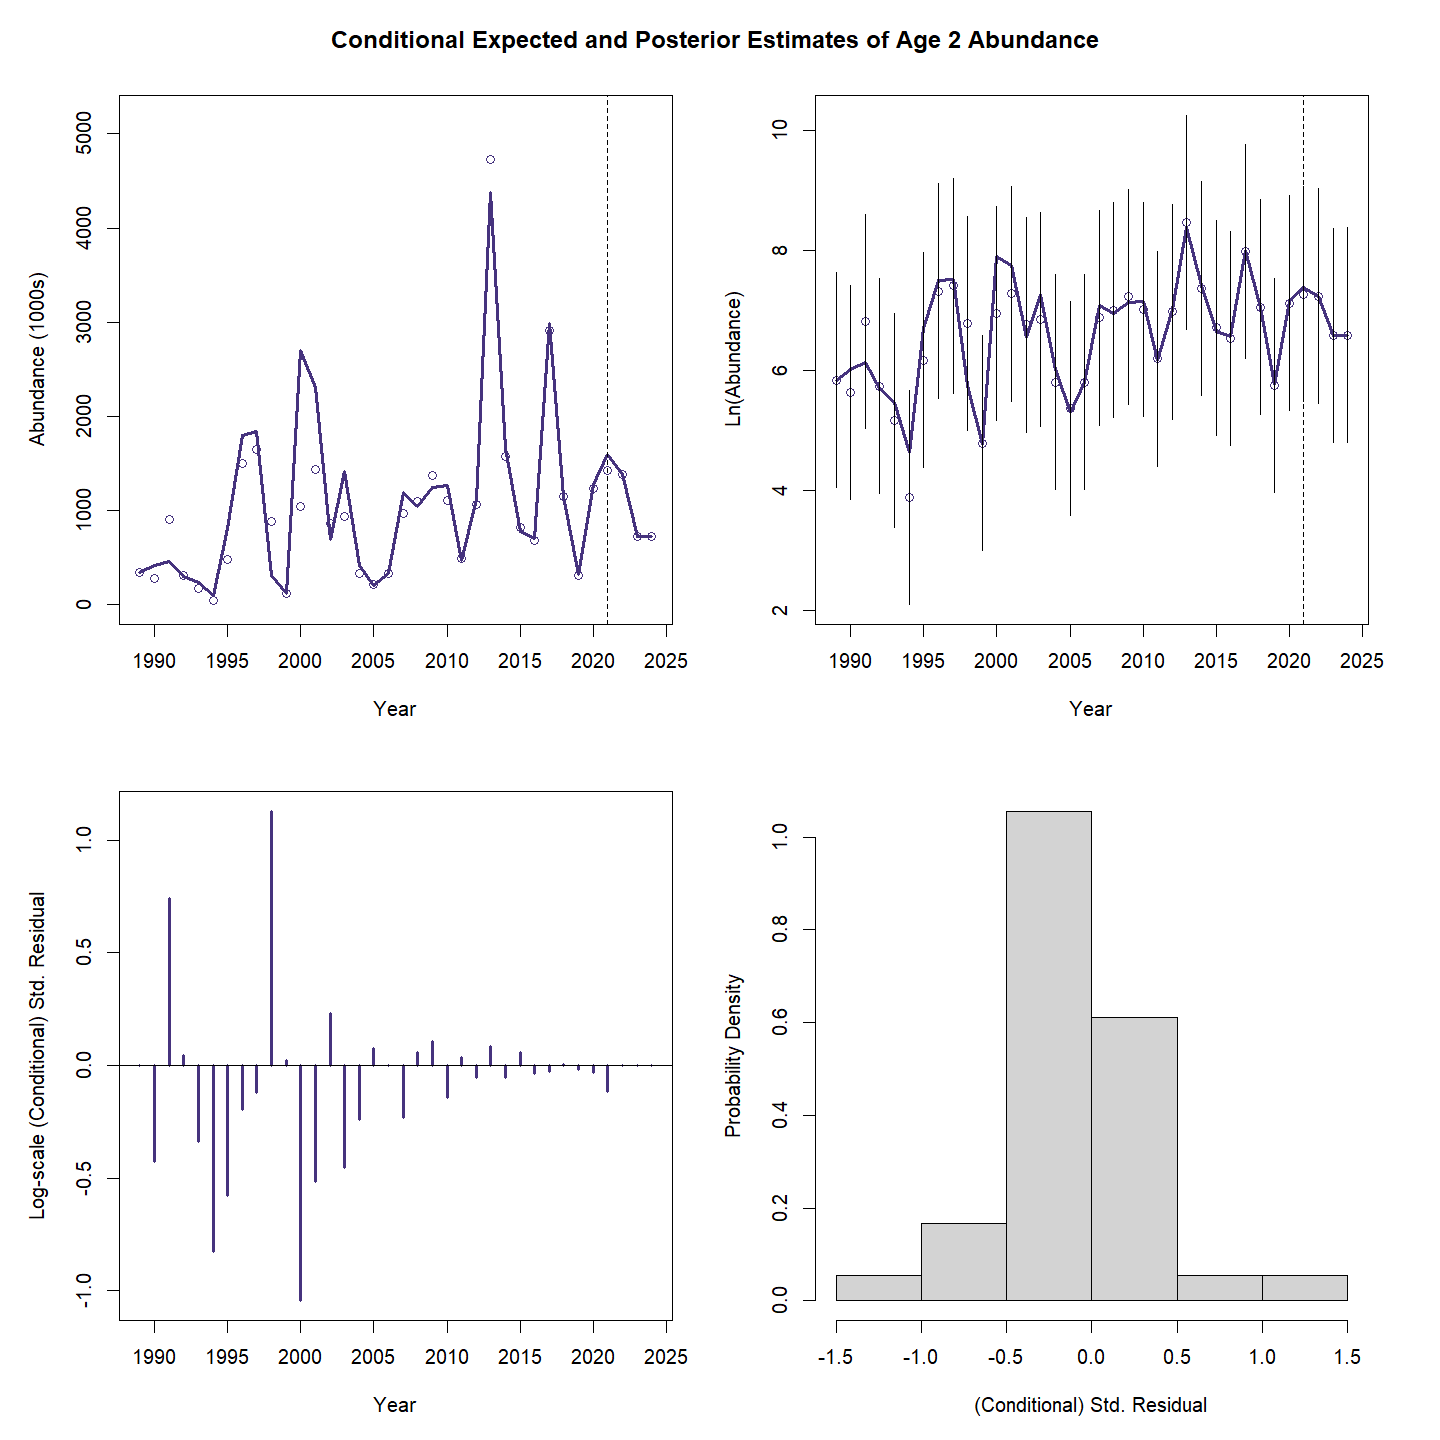 Conditional Expected and Posterior Estimates of Age 2 Abundance
Abundance (1000s)
5000
4000
3000
2000
1000
0
1990 1995 2000 2005 2010 2015 2020 2025
Year
Ln(Abundance)
10
8
6
4
2
1990 1995 2000 2005 2010 2015 2020 2025
Year
Log-scale (Conditional) Std. Residual
1.0
0.5
0.0
-0.5
-1.0
1990 1995 2000 2005 2010 2015 2020 2025
Year
Probability Density
1.0
0.8
0.6
0.4
0.2
0.0
-1.5 -1.0 -0.5 0.0 0.5 1.0 1.5
(Conditional) Std. Residual